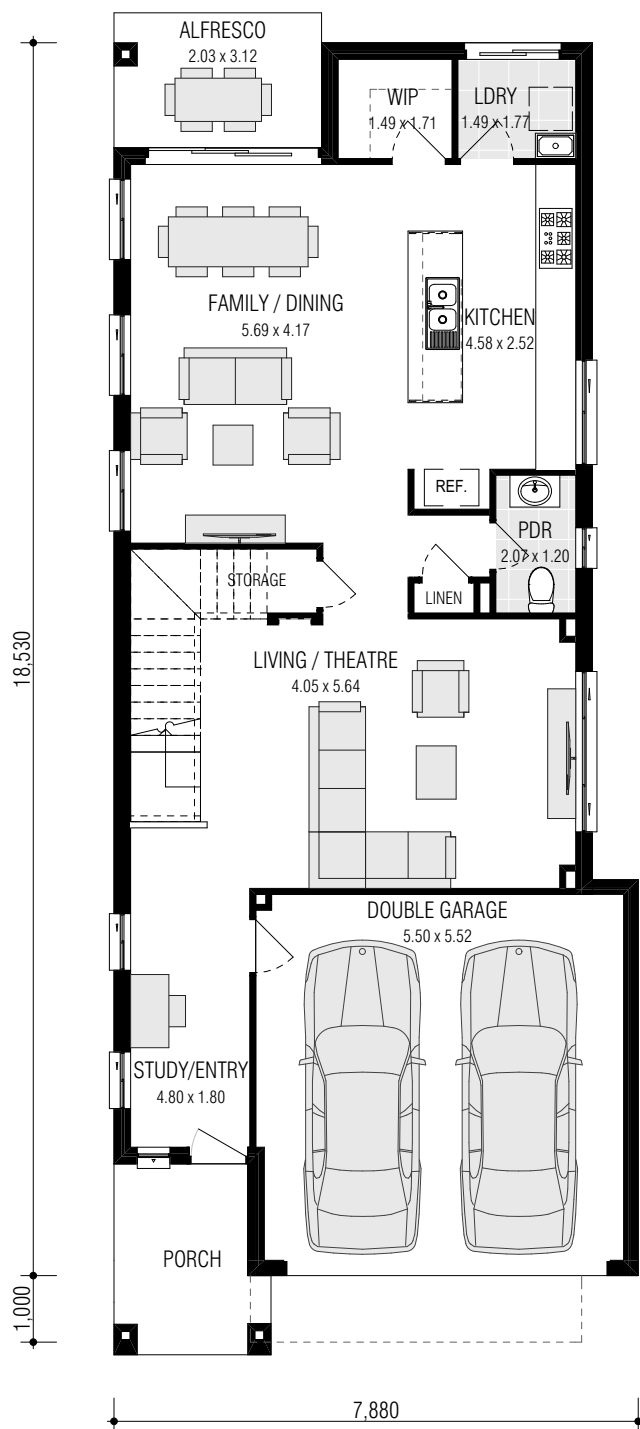 ALFRESCO
2.03 x 3.12
WIP
1.49 x 1.71
LDRY
1.49 x 1.77
FAMILY / DINING
5.69 x 4.17
KITCHEN
4.58 x 2.52
REF.
PDR
2.07 x 1.20
STORAGE
LINEN
LIVING / THEATRE
4.05 x 5.64
18,530
DOUBLE GARAGE
5.50 x 5.52
STUDY/ENTRY
4.80 x 1.80
PORCH
1,000
7,880